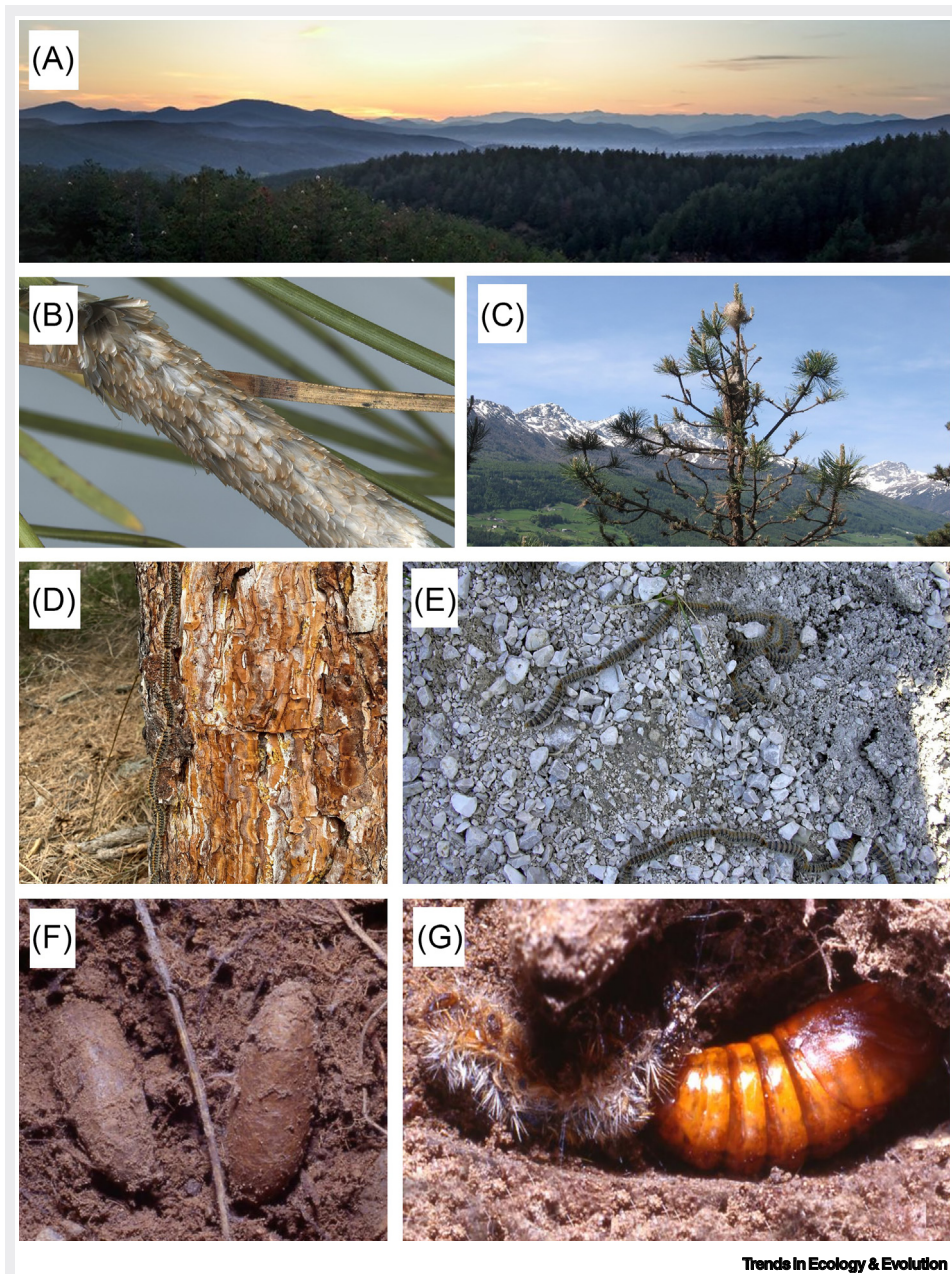 (A)
(B)
(C)
(D)
(E)
(F)
(G)
Trends in Ecology & Evolution